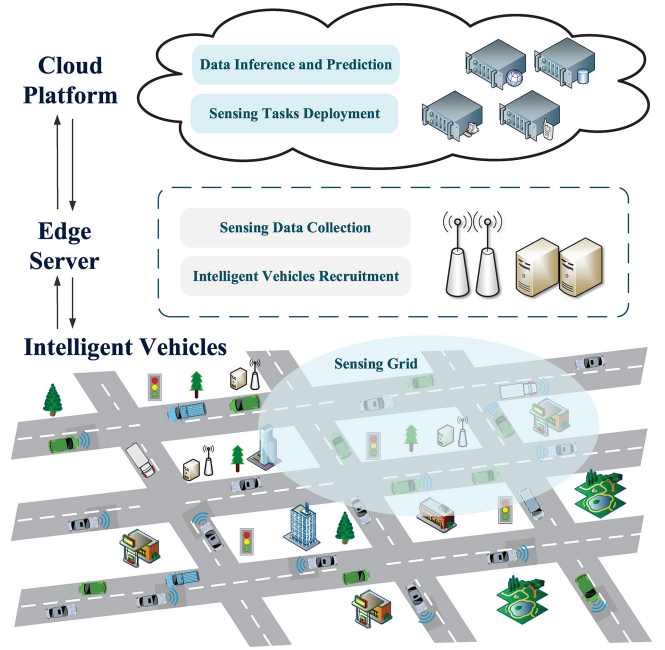 Cloud
Platform
Data Inference and Prediction
Sensing Tasks Deployment
Edge
Server
Sensing Data Collection
Intelligent Vehicles Recruitment
Intelligent Vehicles
Sensing Grid